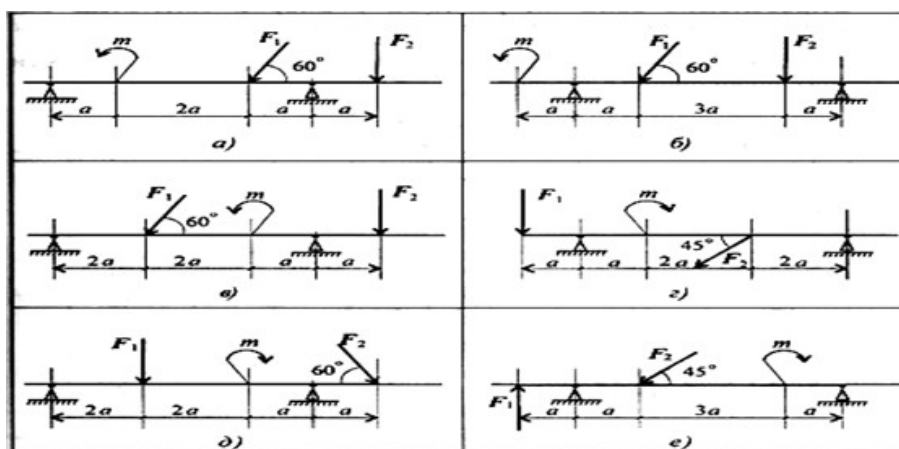 m F₁ 60° F₂
a 2a a a
а)
m F₁ 60° F₂
a a 3a a
б)
F₁ 60° m F₂
2a 2a a a
в)
F₁ m 45° F₂
a a 2a 2a
г)
F₁ m 60° F₂
2a 2a a a
д)
F₁ F₂ 45° m
a a 3a a
е)